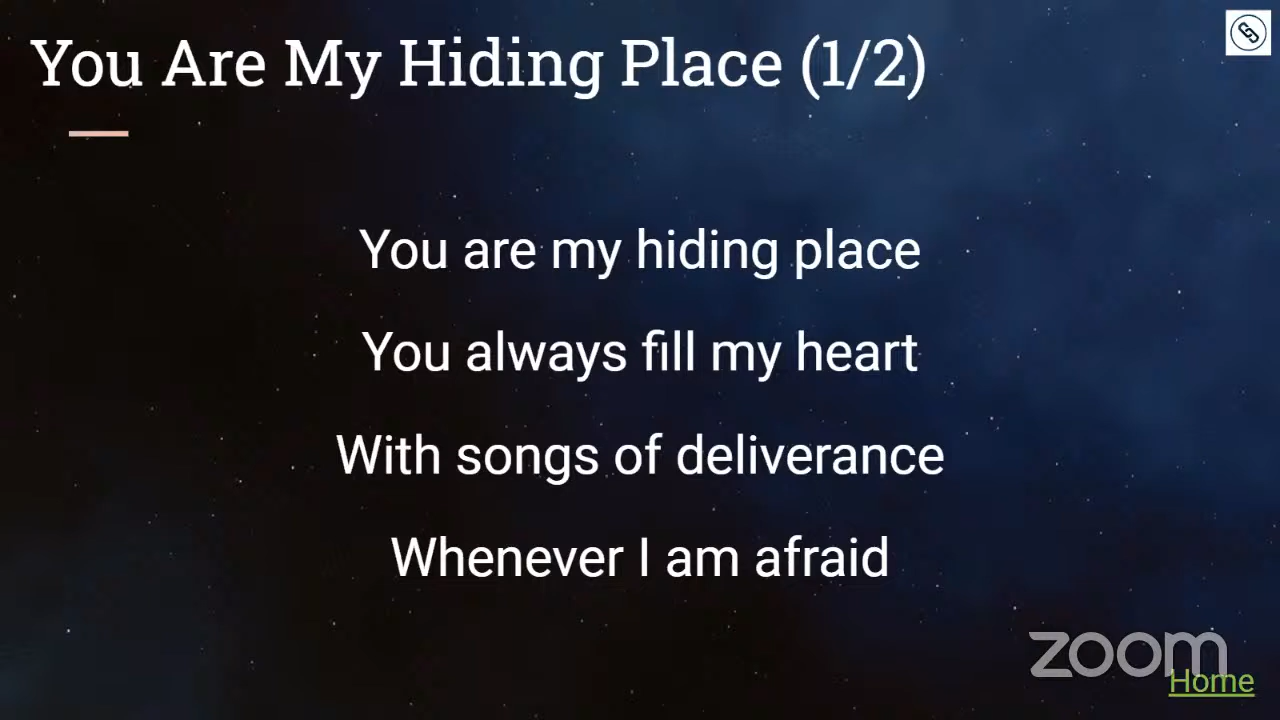 You Are My Hiding Place (1/2)
You are my hiding place
You always fill my heart
With songs of deliverance
Whenever I am afraid
zoom
Home